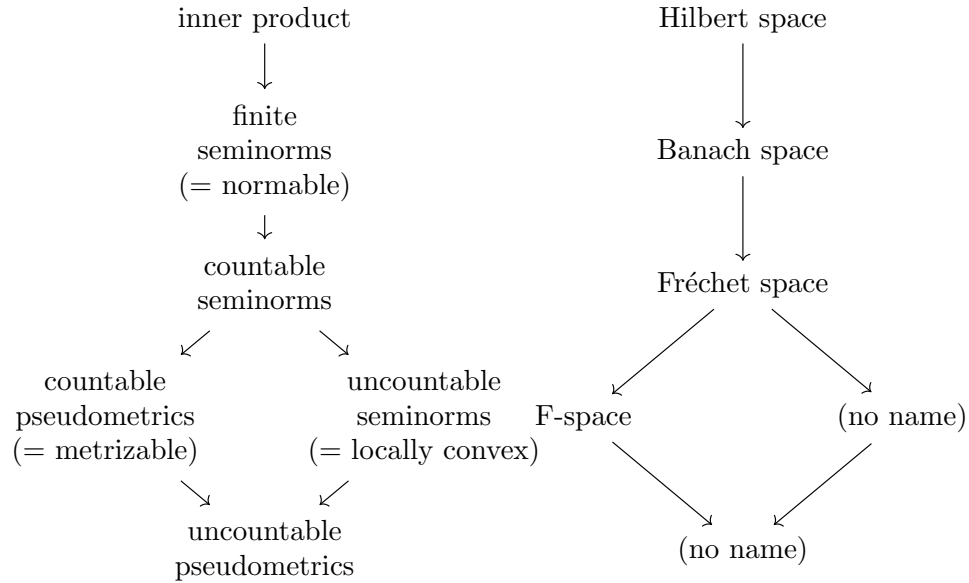 inner product
finite
seminorms
(= normable)
countable
seminorms
countable
pseudometrics
(= metrizable)
uncountable
seminorms
(= locally convex)
uncountable
pseudometrics
Hilbert space
Banach space
Fréchet space
F-space
(no name)
(no name)